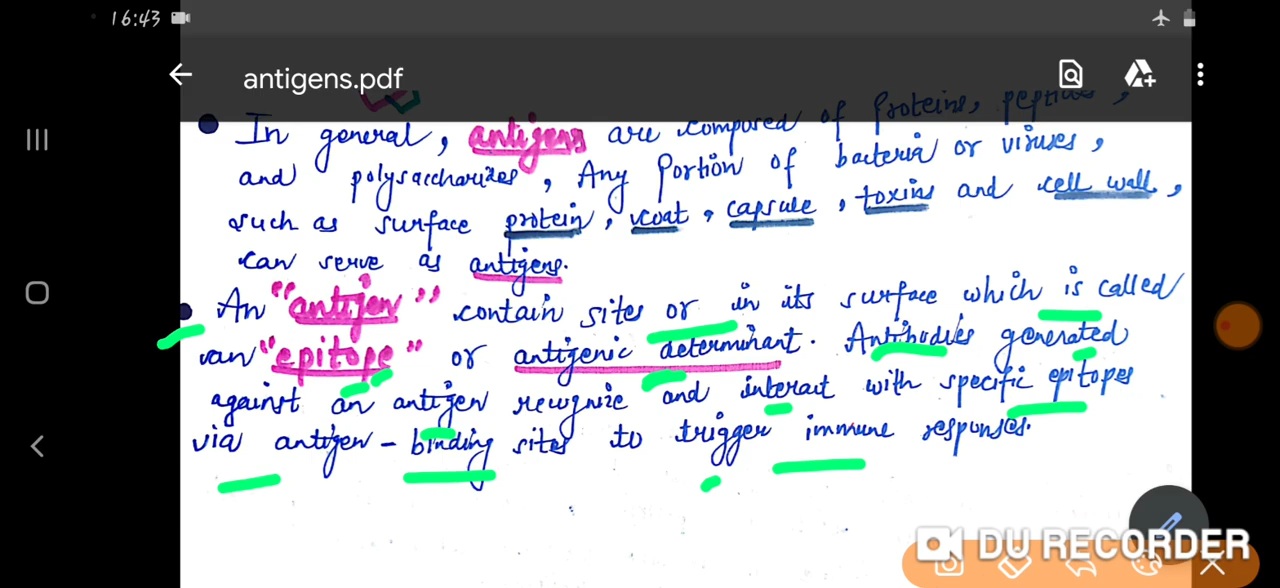 16:43
antigens.pdf
In general, antigens are composed of proteins, peptides,
and polysaccharides, Any portion of bacteria or viruses,
such as surface protein, coat, capsule, toxins and cell wall,
can serve as antigens.
An "antigen" contain sites or in its surface which is called
an "epitope" or antigenic determinant. Antibodies generated
against an antigen recognize and interact with specific epitopes
via antigen - binding sites to trigger immune responses.
DU RECORDER